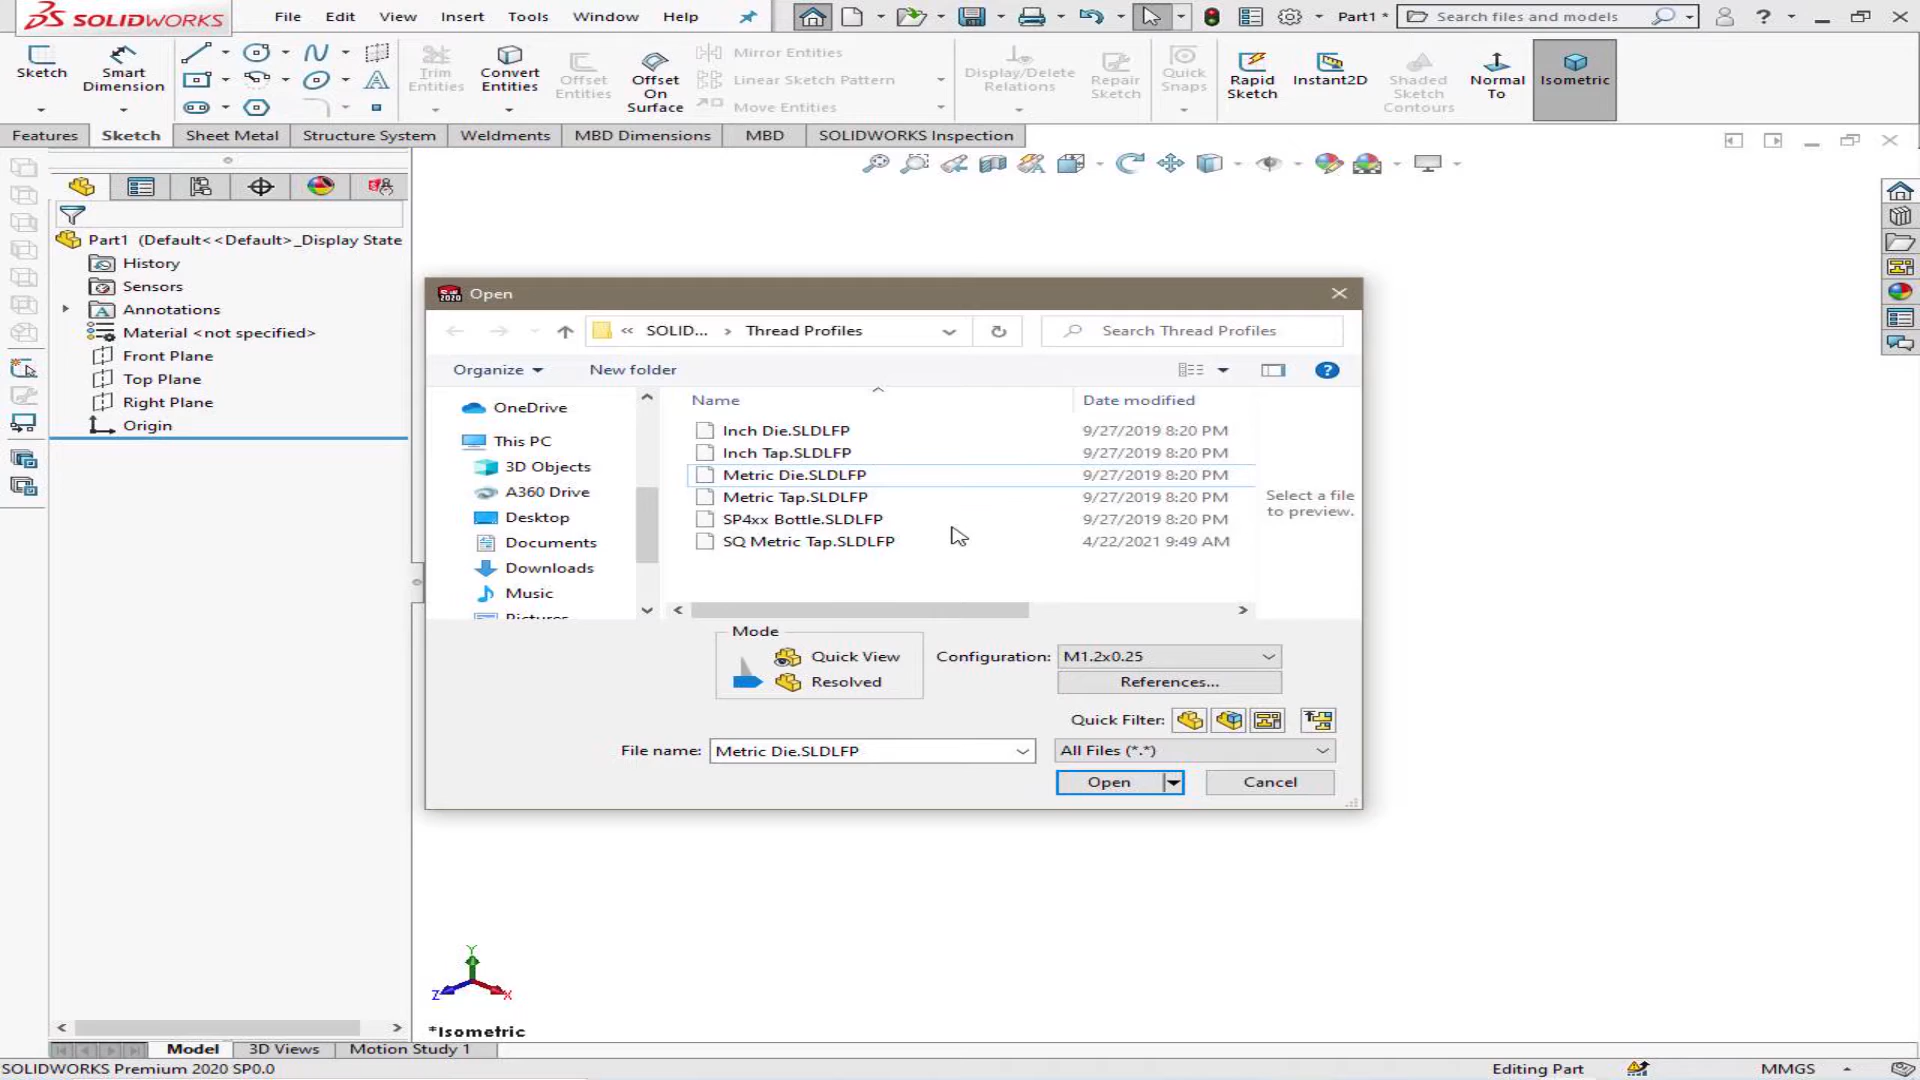 SOLIDWORKS File Edit View Insert Tools Window Help Part1 * Search files and models
Sketch Smart Dimension Trim Entities Convert Entities Offset Entities Offset On Surface Mirror Entities Linear Sketch Pattern Move Entities Display/Delete Relations Repair Sketch Quick Snaps Rapid Sketch Instant2D Shaded Sketch Contours Normal To Isometric
Features Sketch Sheet Metal Structure System Weldments MBD Dimensions MBD SOLIDWORKS Inspection
Part1 (Default<<Default>_Display State
History
Sensors
Annotations
Material <not specified>
Front Plane
Top Plane
Right Plane
Origin
2020 Open
« SOLID... › Thread Profiles Search Thread Profiles
Organize New folder
Name Date modified
OneDrive
This PC
3D Objects
A360 Drive
Desktop
Documents
Downloads
Music
Pictures
Inch Die.SLDLFP 9/27/2019 8:20 PM
Inch Tap.SLDLFP 9/27/2019 8:20 PM
Metric Die.SLDLFP 9/27/2019 8:20 PM
Metric Tap.SLDLFP 9/27/2019 8:20 PM
SP4xx Bottle.SLDLFP 9/27/2019 8:20 PM
SQ Metric Tap.SLDLFP 4/22/2021 9:49 AM
Select a file
to preview.
Mode
Quick View Configuration: M1.2x0.25
Resolved References...
Quick Filter:
File name: Metric Die.SLDLFP All Files (*.*)
Open Cancel
Y
Z X
*Isometric
Model 3D Views Motion Study 1
SOLIDWORKS Premium 2020 SP0.0 Editing Part MMGS